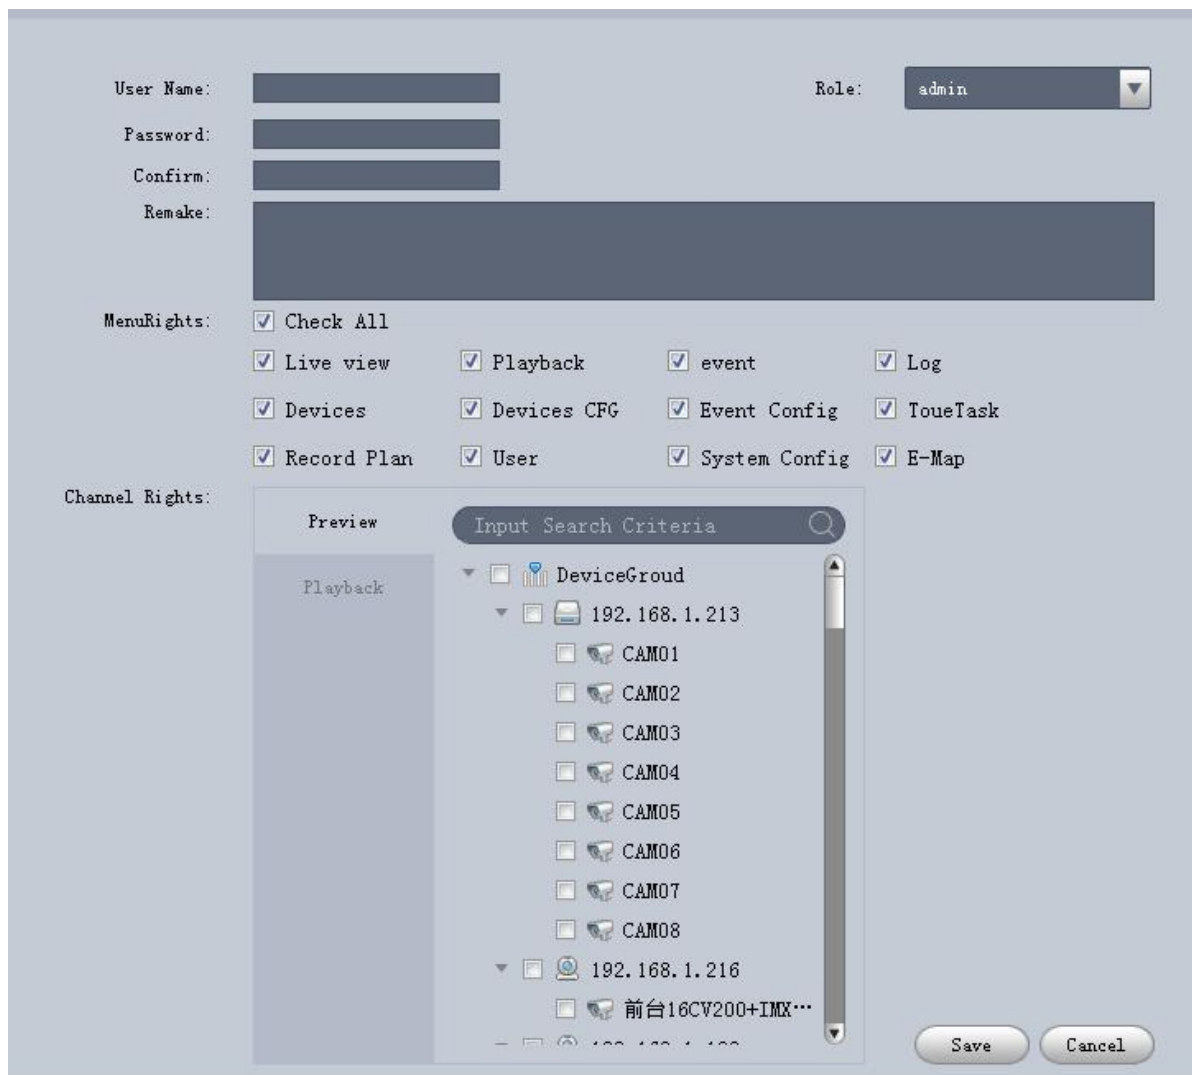 User Name:
Role:
admin
Password:
Confirm:
Remake:
MenuRights:
Check All
Live view
Playback
event
Log
Devices
Devices CFG
Event Config
ToueTask
Record Plan
User
System Config
E-Map
Channel Rights:
Preview
Playback
Input Search Criteria
DeviceGroud
192.168.1.213
CAM01
CAM02
CAM03
CAM04
CAM05
CAM06
CAM07
CAM08
192.168.1.216
前台16CV200+IMX…
Save
Cancel